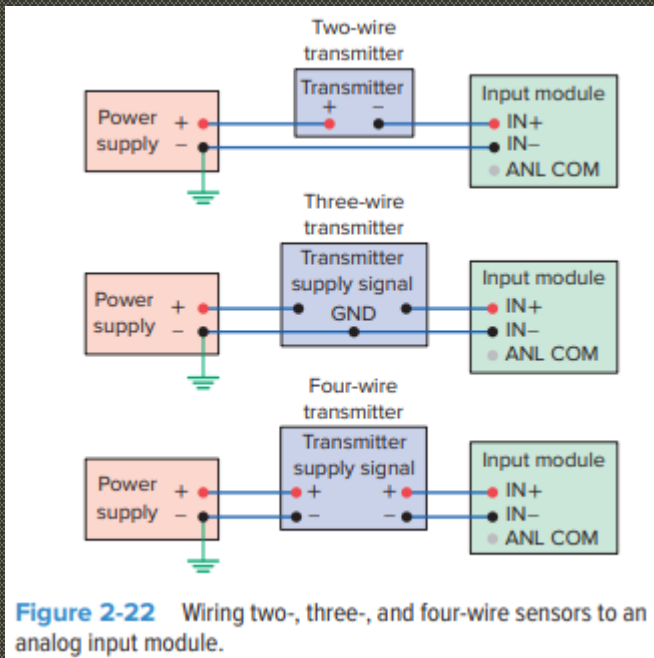 Two-wire
transmitter
Transmitter
+ −
Power
supply
+
−
Input module
IN+
IN−
ANL COM
Three-wire
transmitter
Transmitter
supply signal
GND
Power
supply
+
−
Input module
IN+
IN−
ANL COM
Four-wire
transmitter
Transmitter
supply signal
+ +
− −
Power
supply
+
−
Input module
IN+
IN−
ANL COM
Figure 2-22 Wiring two-, three-, and four-wire sensors to an
analog input module.